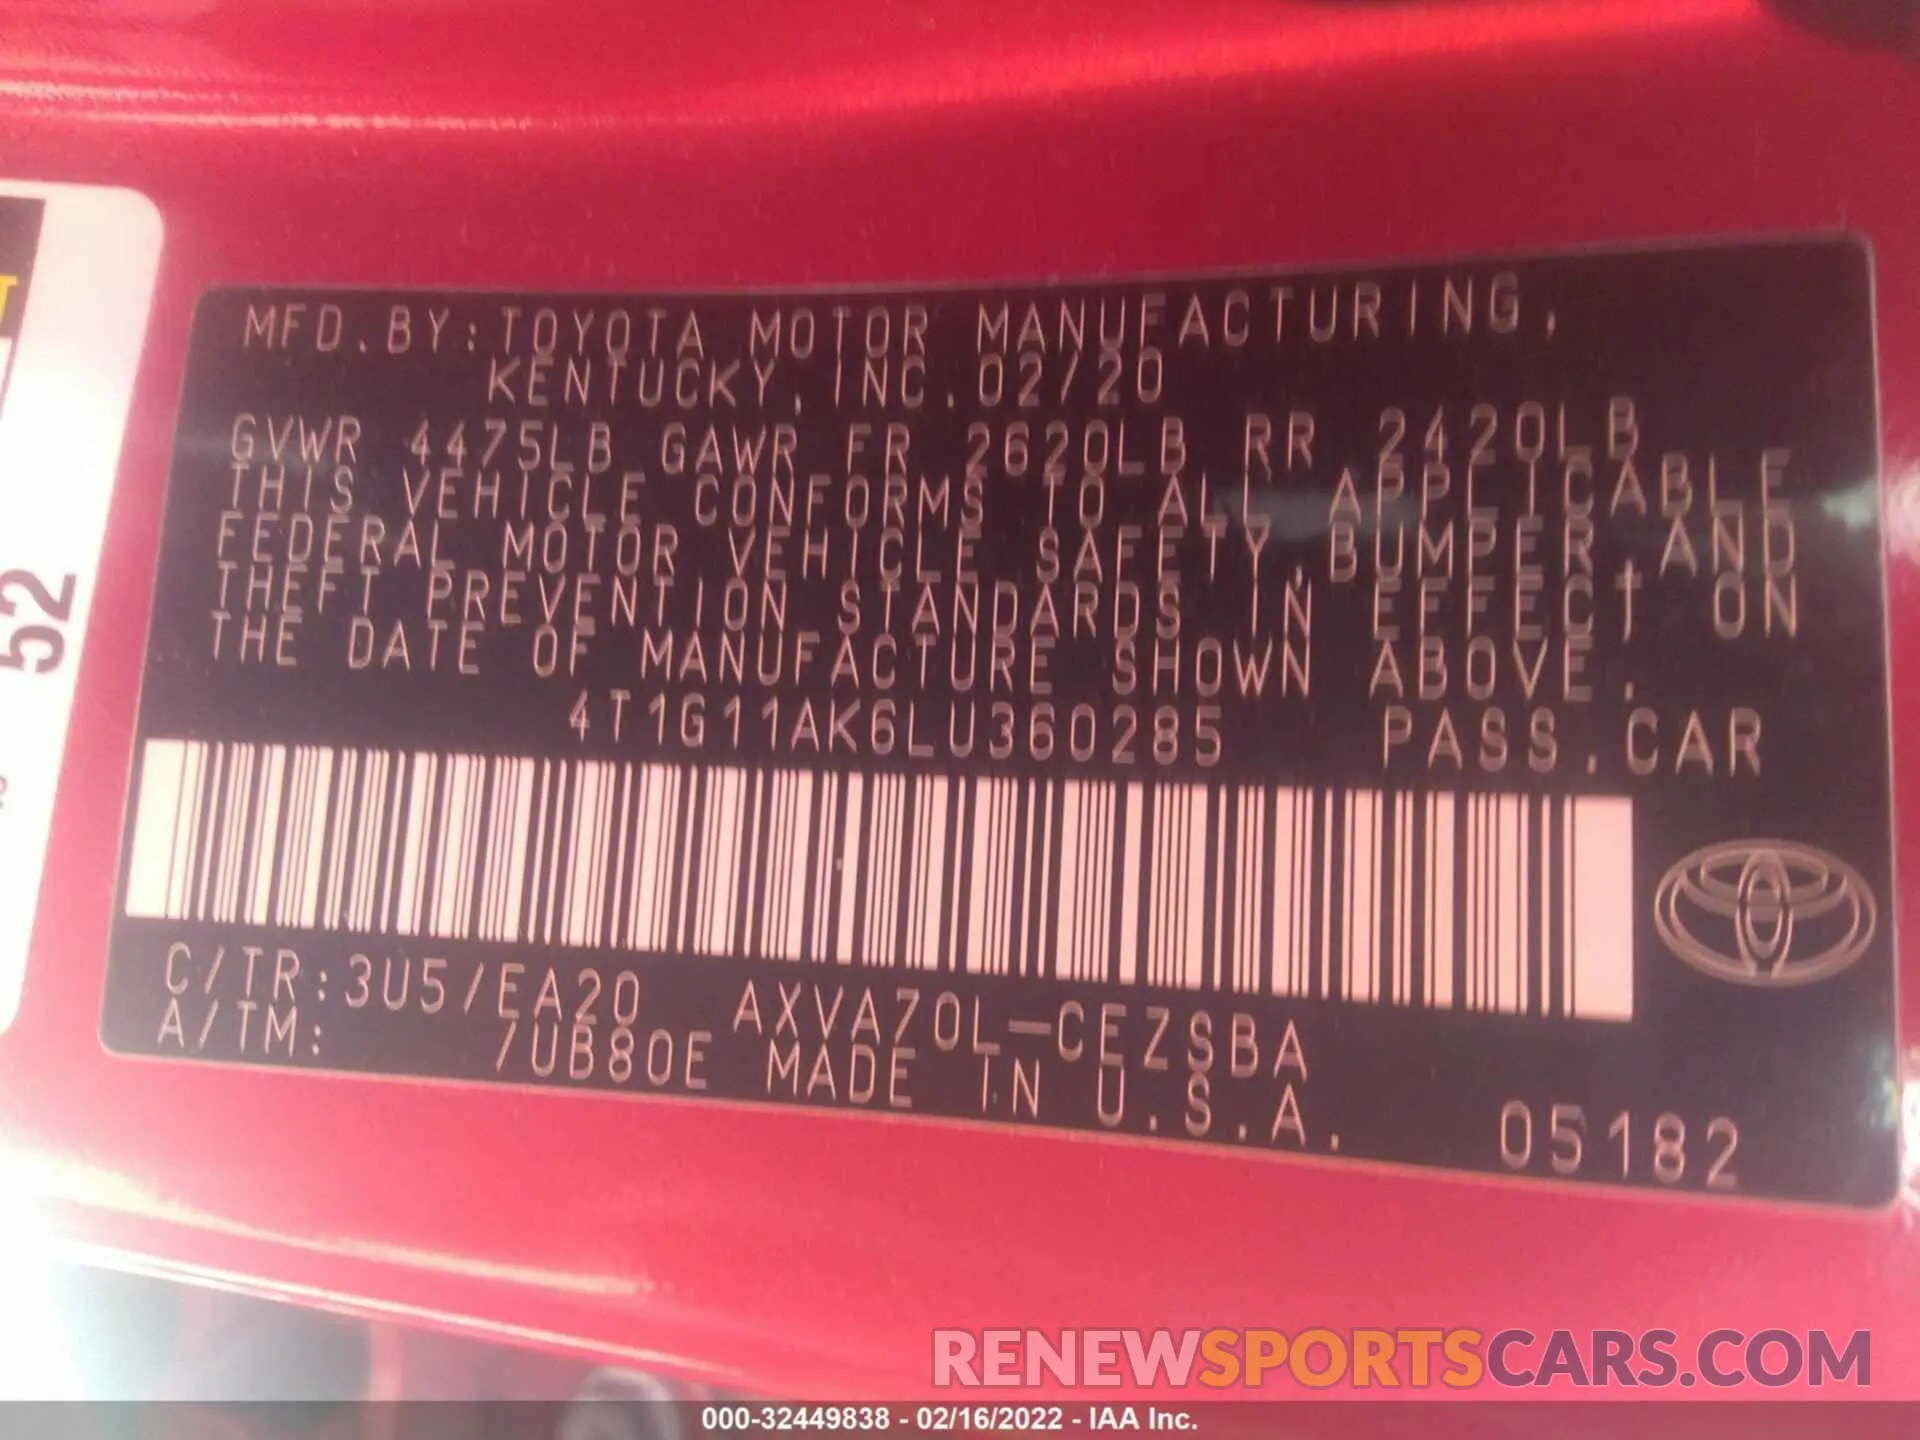 MFD.BY:TOYOTA MOTOR MANUFACTURING,
KENTUCKY, INC.02/20
GVWR 4475LB GAWR FR 2620LB RR 2420LB
THIS VEHICLE CONFORMS TO ALL APPLICABLE
FEDERAL MOTOR VEHICLE SAFETY,BUMPER,AND
THEFT PREVENTION STANDARDS IN EFFECT ON
THE DATE OF MANUFACTURE SHOWN ABOVE.
4T1G11AK6LU360285 PASS.CAR
C/TR:3U5/EA20 AXVA70L-CEZSBA
A/TM: 7UB80E MADE IN U.S.A.
05182
52
RENEWSPORTSCARS.COM
000-32449838 - 02/16/2022 - IAA Inc.